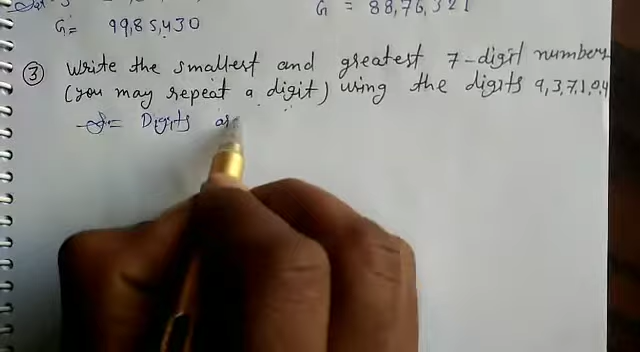 G = 88,76,321
G = 99,85,430
③ Write the smallest and greatest 7-digit numbers
(you may repeat a digit) using the digits 9,3,7,1,0,4
Digits ar